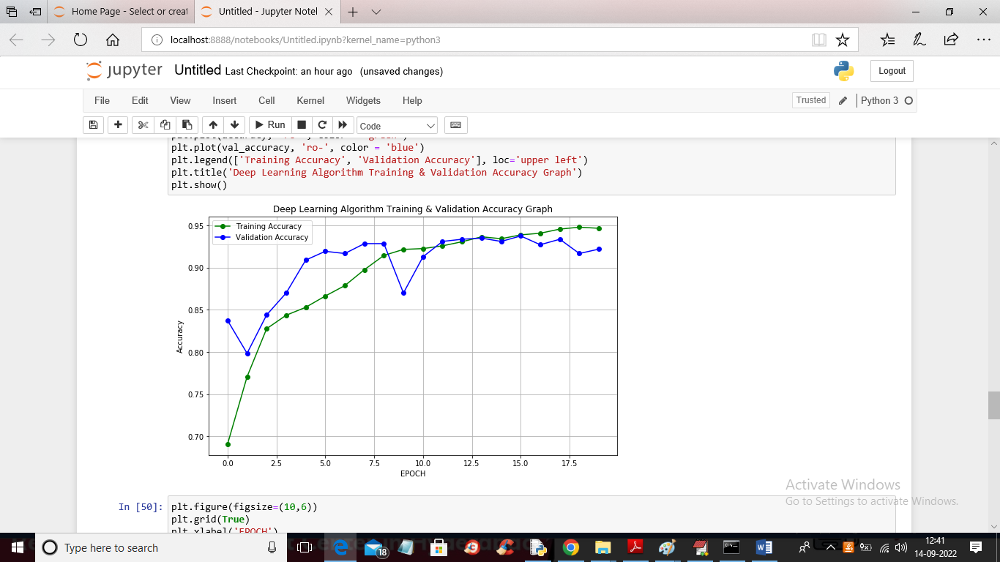 Home Page - Select or creat
Untitled - Jupyter Notel
localhost:8888/notebooks/Untitled.ipynb?kernel_name=python3
jupyter Untitled Last Checkpoint: an hour ago (unsaved changes)
Logout
File Edit View Insert Cell Kernel Widgets Help
Trusted Python 3
Run Code
plt.plot(val_accuracy, 'ro-', color = 'blue')
plt.legend(['Training Accuracy', 'Validation Accuracy'], loc='upper left')
plt.title('Deep Learning Algorithm Training & Validation Accuracy Graph')
plt.show()
Deep Learning Algorithm Training & Validation Accuracy Graph
Training Accuracy
Validation Accuracy
0.95
0.90
0.85
0.80
0.75
0.70
Accuracy
0.0 2.5 5.0 7.5 10.0 12.5 15.0 17.5
EPOCH
Activate Windows
Go to Settings to activate Windows.
In [50]: plt.figure(figsize=(10,6))
plt.grid(True)
plt.xlabel('EPOCH')
Type here to search
18
12:41
14-09-2022